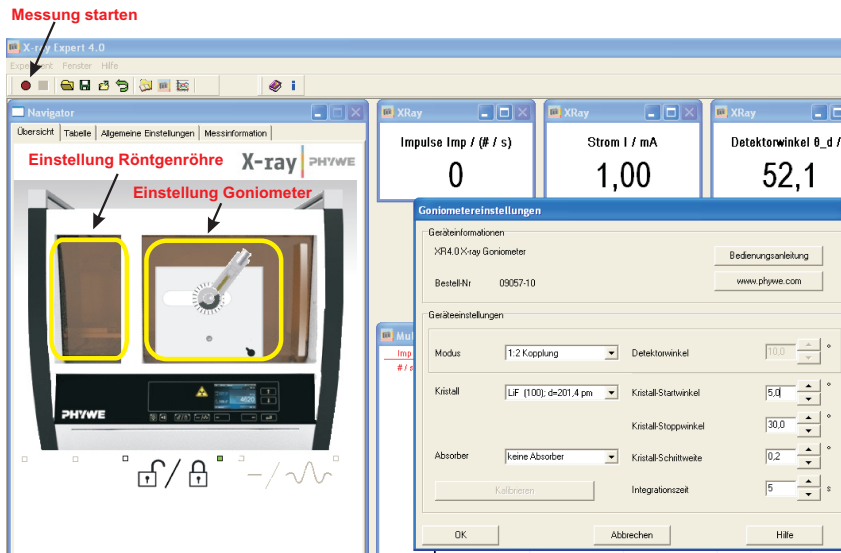 Messung starten
X-ray Expert 4.0
Experiment Fenster Hilfe
Navigator
Übersicht Tabelle Allgemeine Einstellungen Messinformation
Einstellung Röntgenröhre
X-ray PHYWE
Einstellung Goniometer
PHYWE
XRay
Impulse Imp / (# / s)
0
XRay
Strom I / mA
1,00
XRay
Detektorwinkel θ_d /
52,1
Mul
Imp
# / s
Goniometereinstellungen
Geräteinformationen
XR4.0 X-ray Goniometer
Bedienungsanleitung
Bestell-Nr 09057-10
www.phywe.com
Geräteeinstellungen
Modus 1:2 Kopplung Detektorwinkel 10,0 °
Kristall LiF (100); d=201,4 pm Kristall-Startwinkel 5,0 °
Kristall-Stoppwinkel 30,0 °
Absorber keine Absorber Kristall-Schrittweite 0,2 °
Kalibrieren Integrationszeit 5 s
OK Abbrechen Hilfe